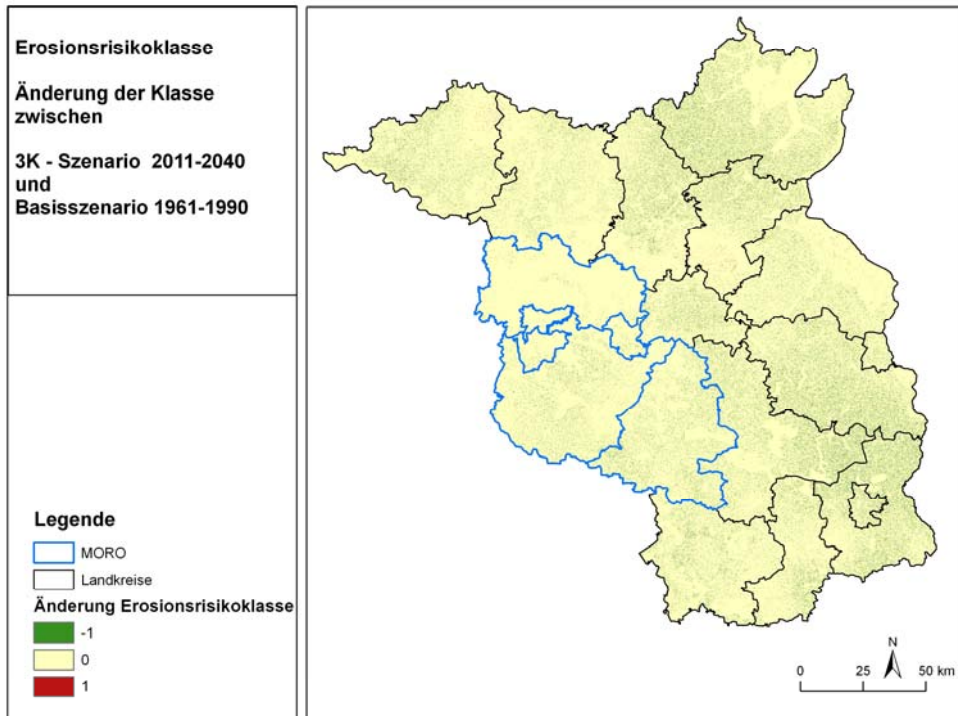 Erosionsrisikoklasse
Änderung der Klasse
zwischen
3K - Szenario 2011-2040
und
Basisszenario 1961-1990
Legende
MORO
Landkreise
Änderung Erosionsrisikoklasse
-1
0
1
N
0 25 50 km